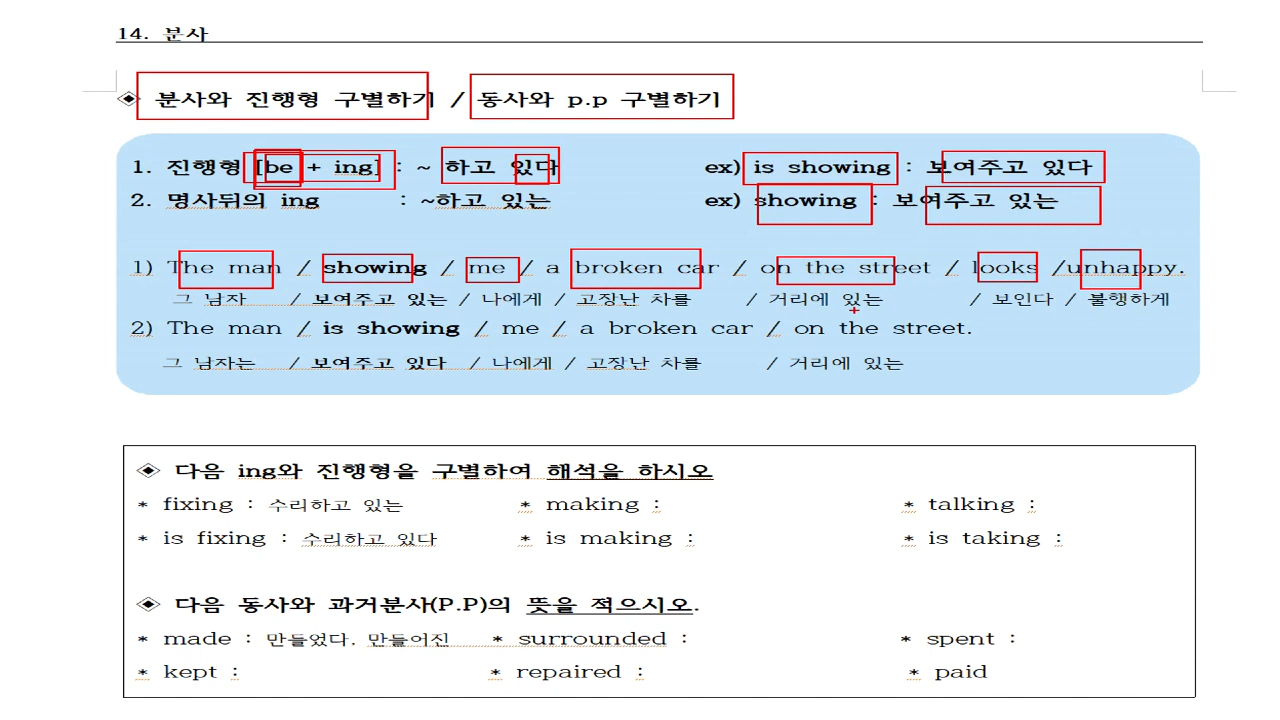 14. 분사
◈ 분사와 진행형 구별하기 / 동사와 p.p 구별하기
1. 진행형 [be + ing] : ~ 하고 있다 ex) is showing : 보여주고 있다
2. 명사뒤의 ing : ~하고 있는 ex) showing : 보여주고 있는
1) The man / showing / me / a broken car / on the street / looks /unhappy.
그 남자 / 보여주고 있는 / 나에게 / 고장난 차를 / 거리에 있는 / 보인다 / 불행하게
2) The man / is showing / me / a broken car / on the street.
그 남자는 / 보여주고 있다 / 나에게 / 고장난 차를 / 거리에 있는
◈ 다음 ing와 진행형을 구별하여 해석을 하시오
* fixing : 수리하고 있는 * making : * talking :
* is fixing : 수리하고 있다 * is making : * is taking :
◈ 다음 동사와 과거분사(P.P)의 뜻을 적으시오.
* made : 만들었다. 만들어진 * surrounded : * spent :
* kept : * repaired : * paid